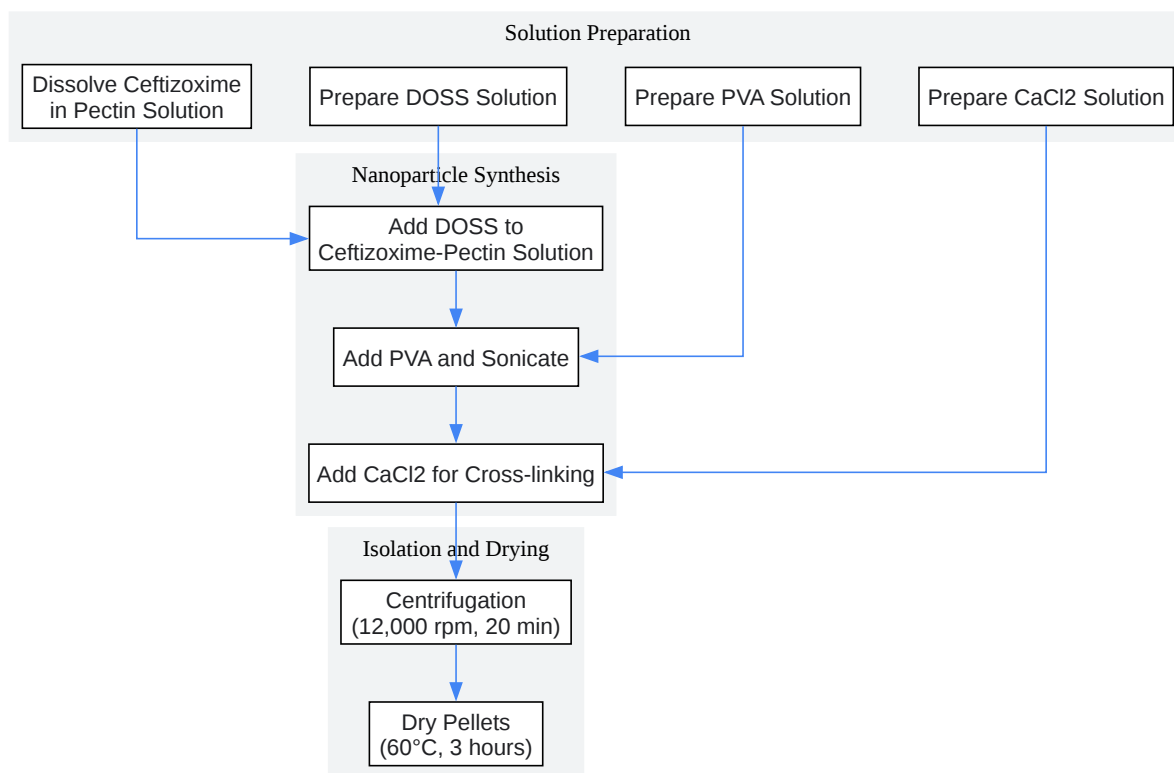 Solution Preparation
Dissolve Ceftizoxime
in Pectin Solution
Prepare DOSS Solution
Prepare PVA Solution
Prepare CaCl2 Solution
Nanoparticle Synthesis
Add DOSS to
Ceftizoxime-Pectin Solution
Add PVA and Sonicate
Add CaCl2 for Cross-linking
Isolation and Drying
Centrifugation
(12,000 rpm, 20 min)
Dry Pellets
(60°C, 3 hours)